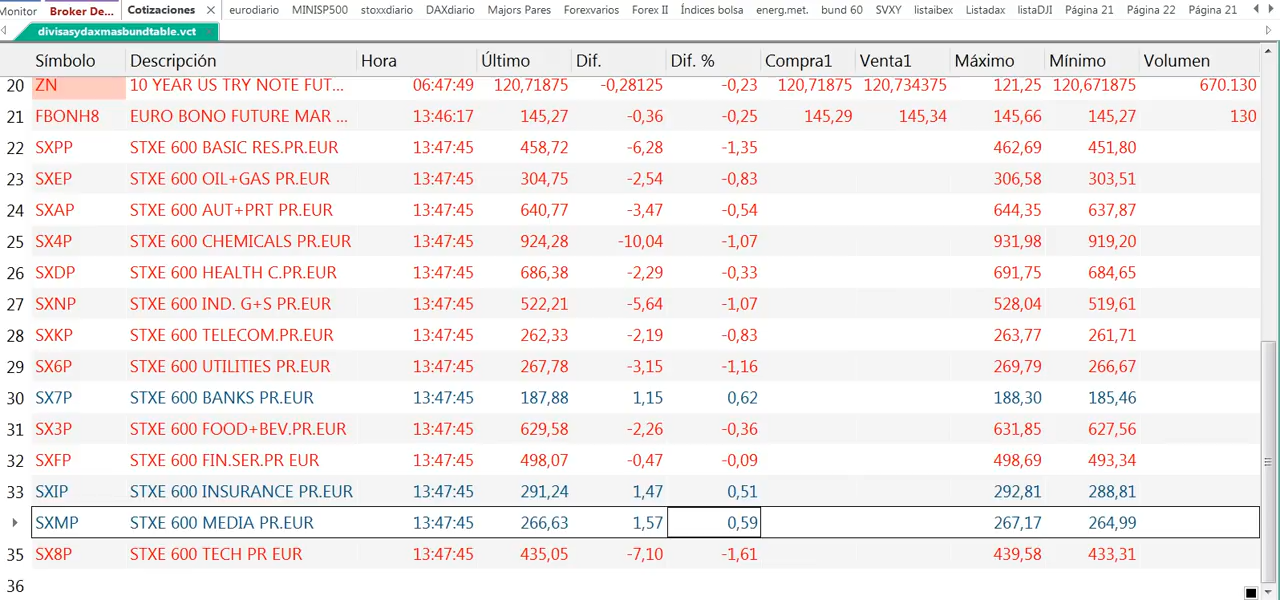 Monitor Broker De... Cotizaciones eurodiario MINISP500 stoxxdiario DAXdiario Majors Pares Forexvarios Forex II Índices bolsa energ.met. bund 60 SVXY listaibex Listadax listaDJI Página 21 Página 22 Página 21
divisasydaxmasbundtable.vct
Símbolo Descripción Hora Último Dif. Dif. % Compra1 Venta1 Máximo Mínimo Volumen
20 ZN 10 YEAR US TRY NOTE FUT... 06:47:49 120,71875 -0,28125 -0,23 120,71875 120,734375 121,25 120,671875 670.130
21 FBONH8 EURO BONO FUTURE MAR ... 13:46:17 145,27 -0,36 -0,25 145,29 145,34 145,66 145,27 130
22 SXPP STXE 600 BASIC RES.PR.EUR 13:47:45 458,72 -6,28 -1,35 462,69 451,80
23 SXEP STXE 600 OIL+GAS PR.EUR 13:47:45 304,75 -2,54 -0,83 306,58 303,51
24 SXAP STXE 600 AUT+PRT PR.EUR 13:47:45 640,77 -3,47 -0,54 644,35 637,87
25 SX4P STXE 600 CHEMICALS PR.EUR 13:47:45 924,28 -10,04 -1,07 931,98 919,20
26 SXDP STXE 600 HEALTH C.PR.EUR 13:47:45 686,38 -2,29 -0,33 691,75 684,65
27 SXNP STXE 600 IND. G+S PR.EUR 13:47:45 522,21 -5,64 -1,07 528,04 519,61
28 SXKP STXE 600 TELECOM.PR.EUR 13:47:45 262,33 -2,19 -0,83 263,77 261,71
29 SX6P STXE 600 UTILITIES PR.EUR 13:47:45 267,78 -3,15 -1,16 269,79 266,67
30 SX7P STXE 600 BANKS PR.EUR 13:47:45 187,88 1,15 0,62 188,30 185,46
31 SX3P STXE 600 FOOD+BEV.PR.EUR 13:47:45 629,58 -2,26 -0,36 631,85 627,56
32 SXFP STXE 600 FIN.SER.PR EUR 13:47:45 498,07 -0,47 -0,09 498,69 493,34
33 SXIP STXE 600 INSURANCE PR.EUR 13:47:45 291,24 1,47 0,51 292,81 288,81
SXMP STXE 600 MEDIA PR.EUR 13:47:45 266,63 1,57 0,59 267,17 264,99
35 SX8P STXE 600 TECH PR EUR 13:47:45 435,05 -7,10 -1,61 439,58 433,31
36